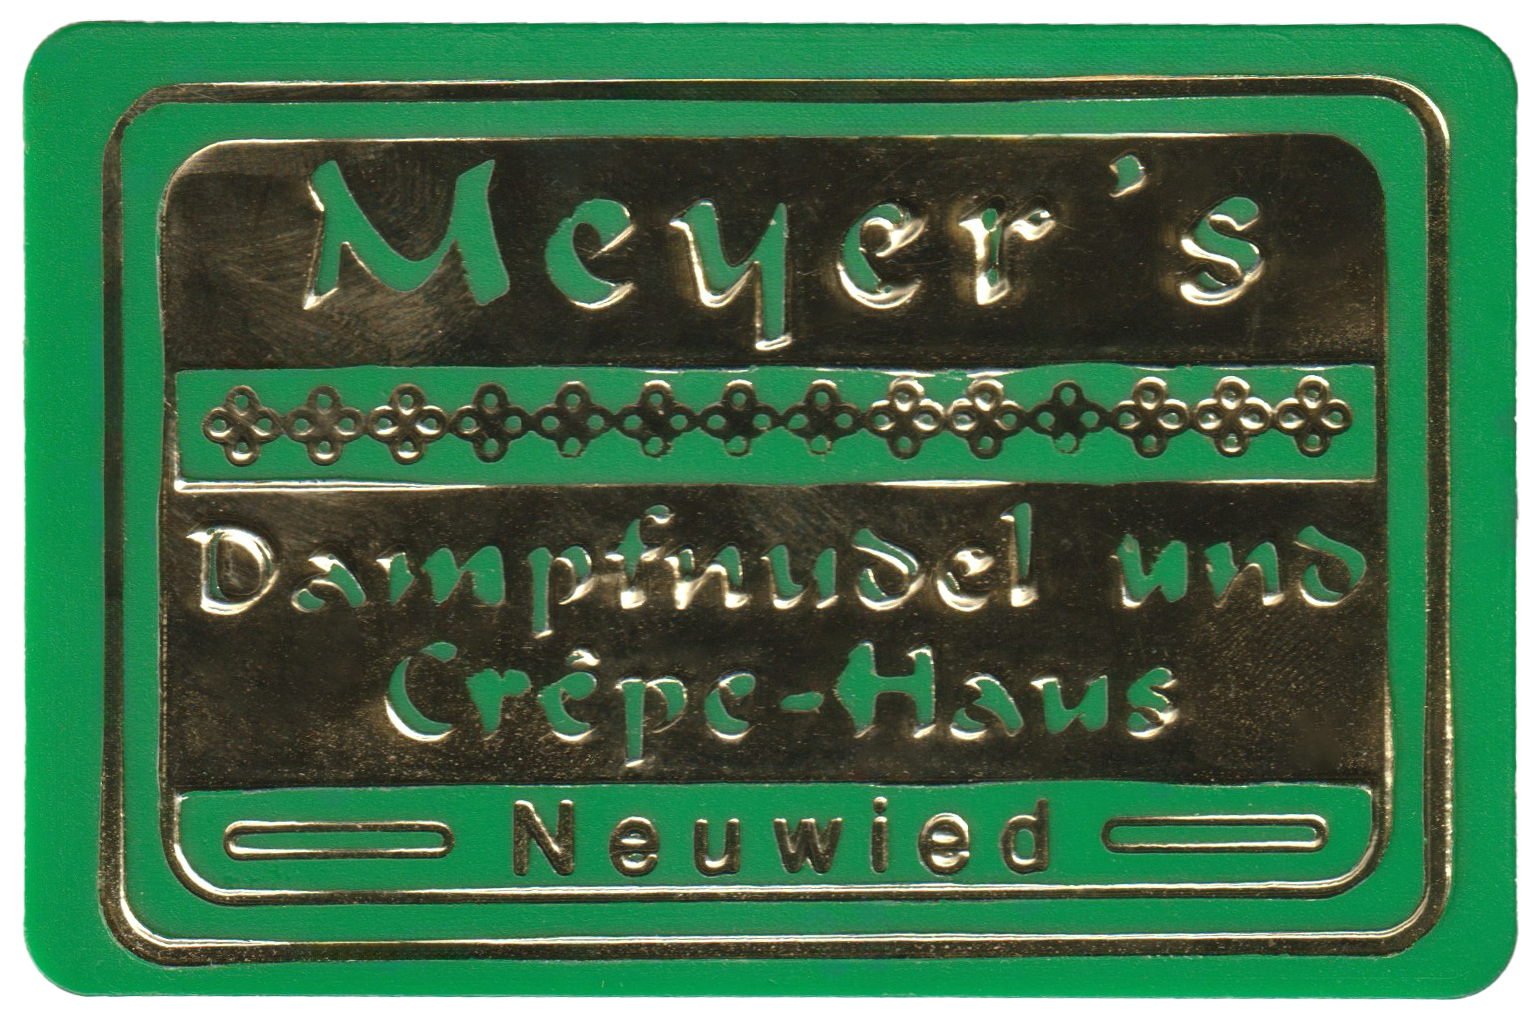 Meyer's
Dampfnudel und
Crêpe-Haus
Neuwied